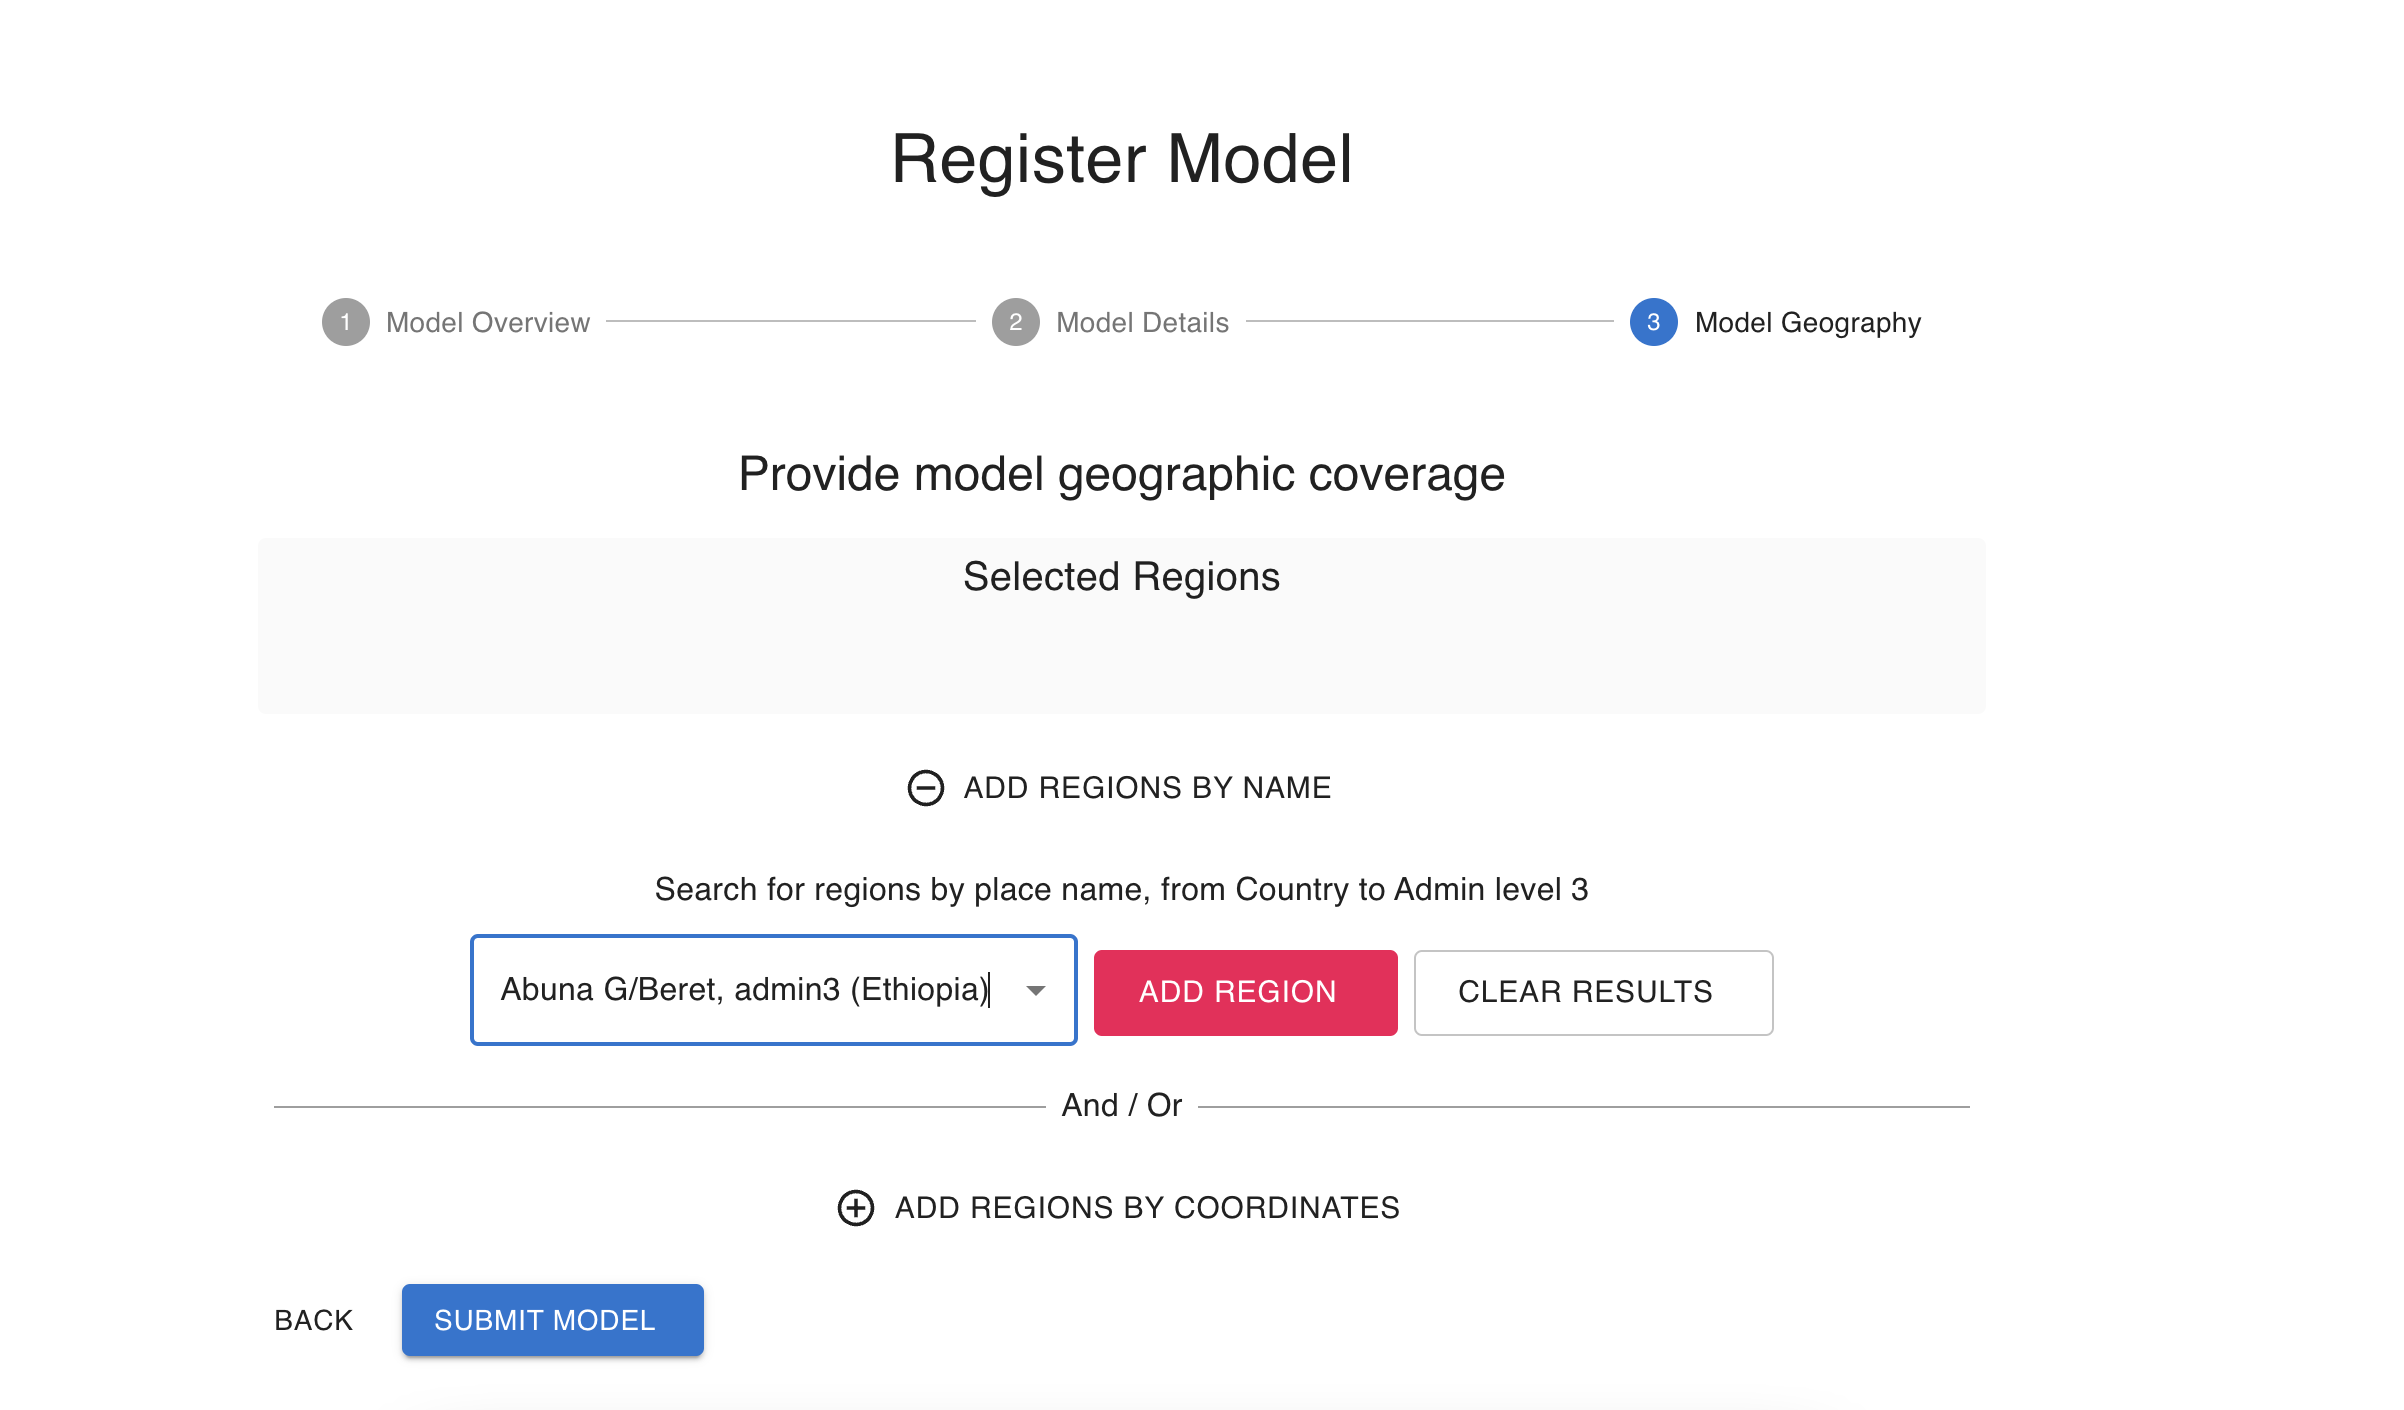 Register Model
1 Model Overview 2 Model Details 3 Model Geography
Provide model geographic coverage
Selected Regions
ADD REGIONS BY NAME
Search for regions by place name, from Country to Admin level 3
Abuna G/Beret, admin3 (Ethiopia) ADD REGION CLEAR RESULTS
And / Or
ADD REGIONS BY COORDINATES
BACK SUBMIT MODEL